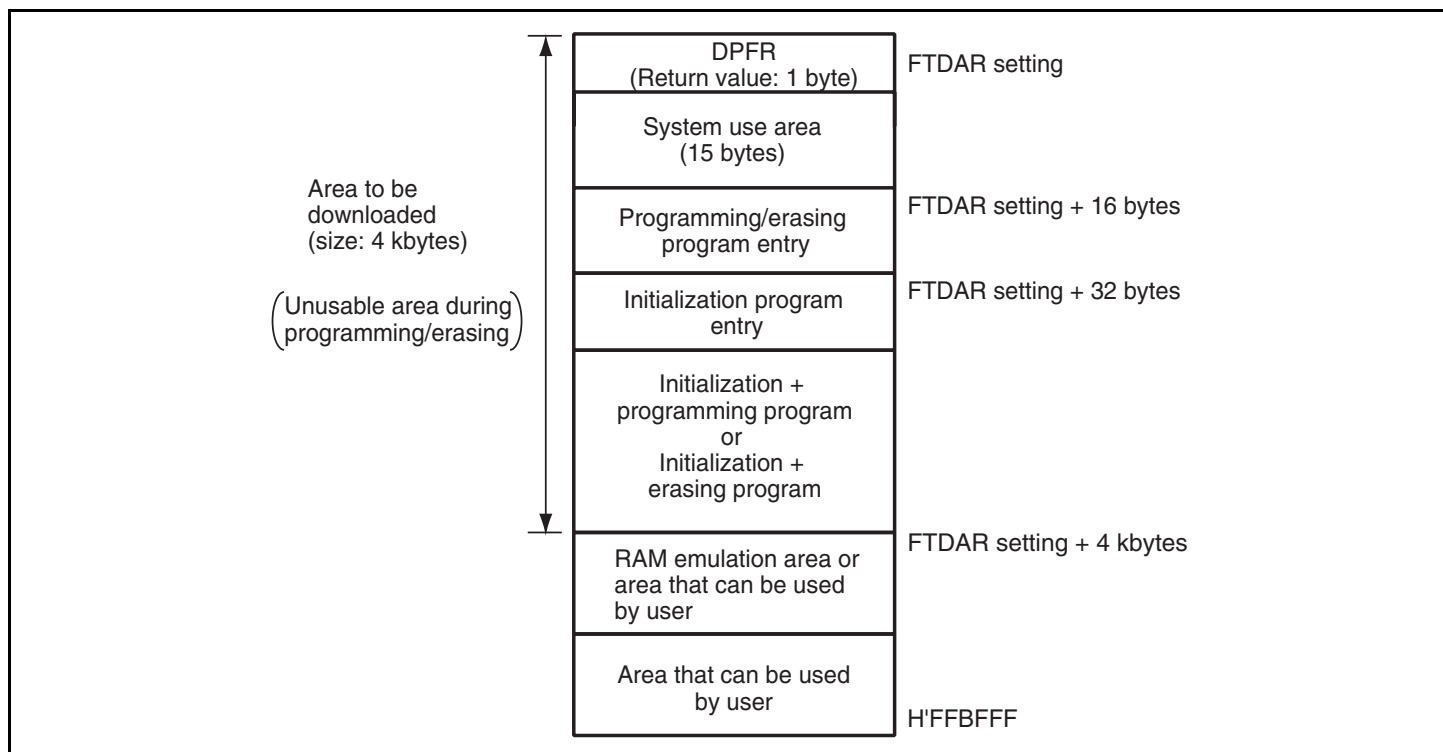 DPFR
(Return value: 1 byte)
FTDAR setting
System use area
(15 bytes)
Area to be
downloaded
(size: 4 kbytes)
(Unusable area during
programming/erasing)
Programming/erasing
program entry
FTDAR setting + 16 bytes
Initialization program
entry
FTDAR setting + 32 bytes
Initialization +
programming program
or
Initialization +
erasing program
FTDAR setting + 4 kbytes
RAM emulation area or
area that can be used
by user
Area that can be used
by user
H'FFBFFF